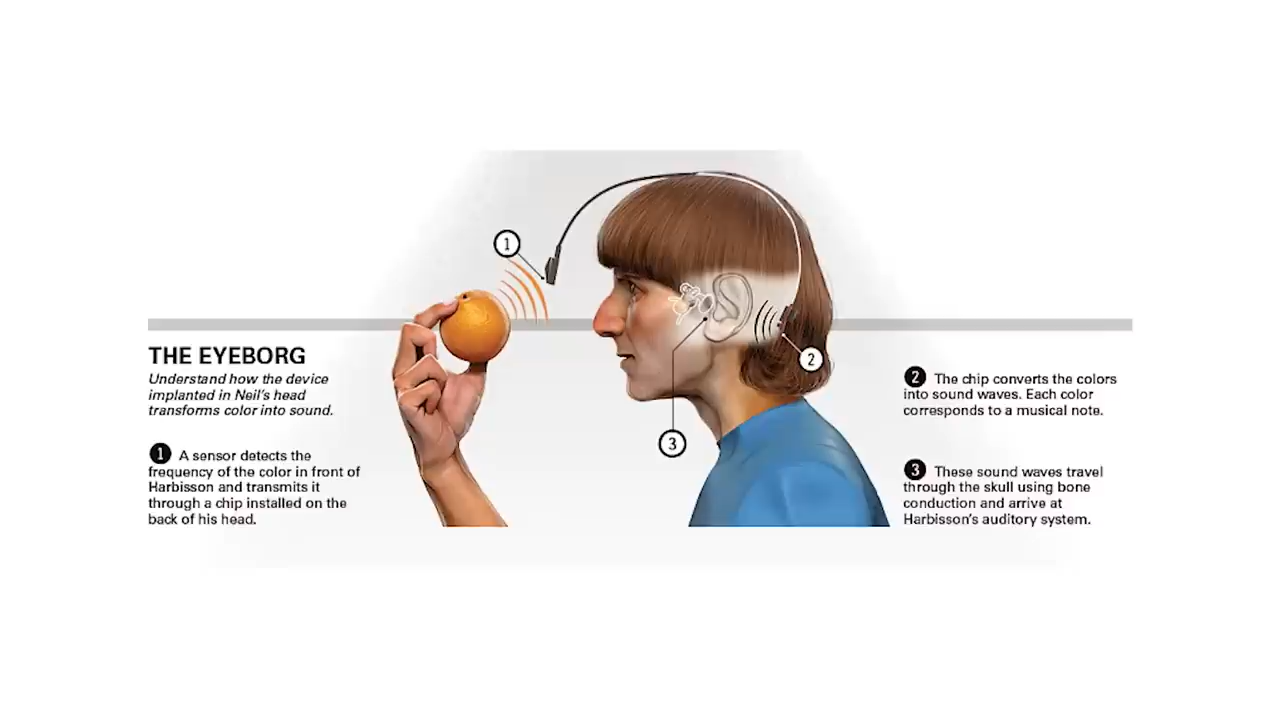 1
2
3
THE EYEBORG
Understand how the device
implanted in Neil's head
transforms color into sound.
1 A sensor detects the
frequency of the color in front of
Harbisson and transmits it
through a chip installed on the
back of his head.
2 The chip converts the colors
into sound waves. Each color
corresponds to a musical note.
3 These sound waves travel
through the skull using bone
conduction and arrive at
Harbisson's auditory system.